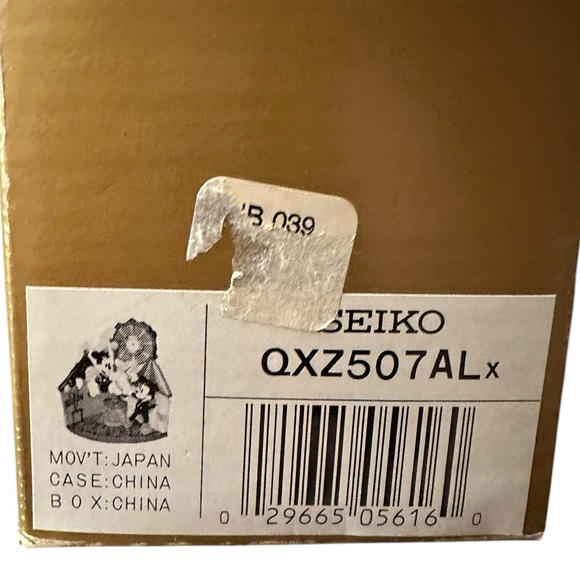 'B 039
SEIKO
QXZ507ALx
MOV'T:JAPAN
CASE:CHINA
BOX:CHINA
0 29665 05616 0